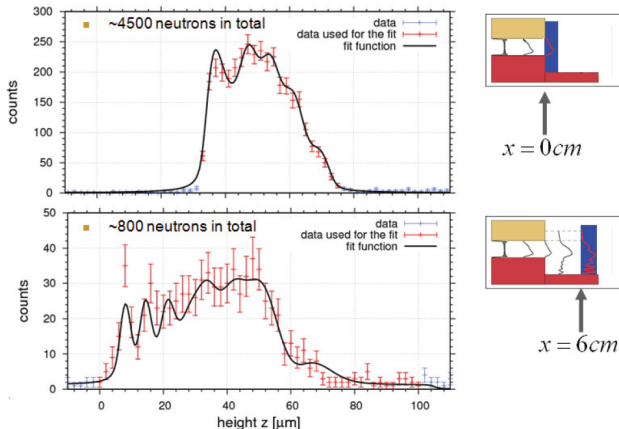 ~4500 neutrons in total
data
data used for the fit
fit function
counts
300
250
200
150
100
50
0
x = 0cm
~800 neutrons in total
data
data used for the fit
fit function
counts
50
40
30
20
10
0
0 20 40 60 80 100
height z [μm]
x = 6cm